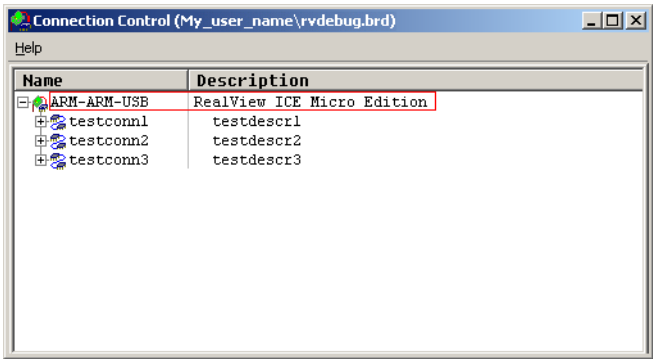 Connection Control (My_user_name\rvdebug.brd)
Help
Name Description
ARM-ARM-USB RealView ICE Micro Edition
testconn1 testdescr1
testconn2 testdescr2
testconn3 testdescr3